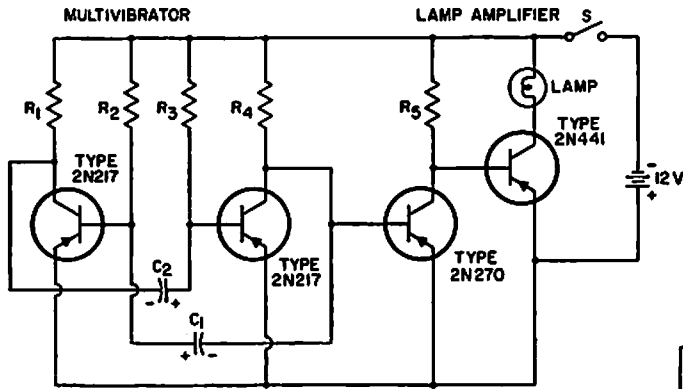 MULTIVIBRATOR
LAMP AMPLIFIER
S
R1
R2
R3
R4
R5
LAMP
TYPE
2N217
TYPE
2N441
- 12 V
+
TYPE
2N217
TYPE
2N270
C2
- +
C1
+ -